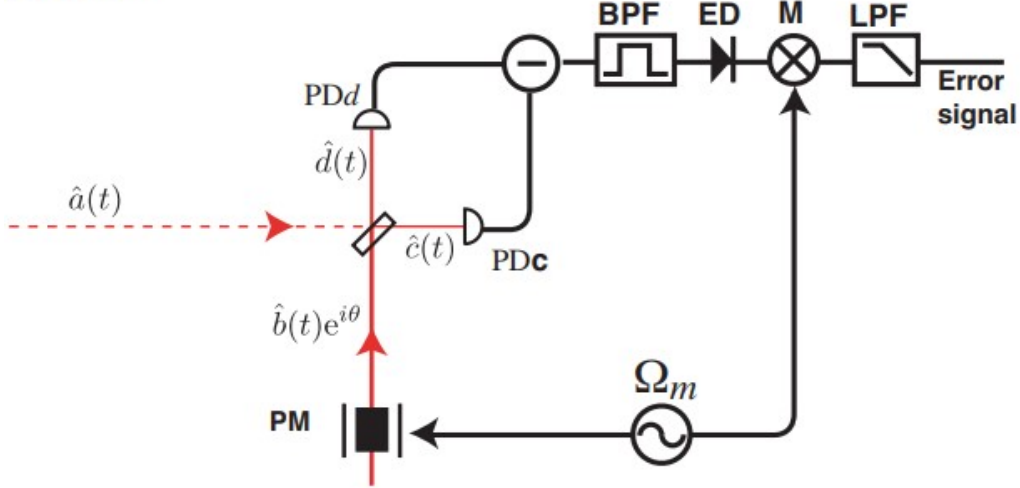 BPF ED M LPF
PDd
Error
signal
d̂(t)
â(t)
ĉ(t)
PDc
b̂(t)e^{iθ}
Ω_m
PM